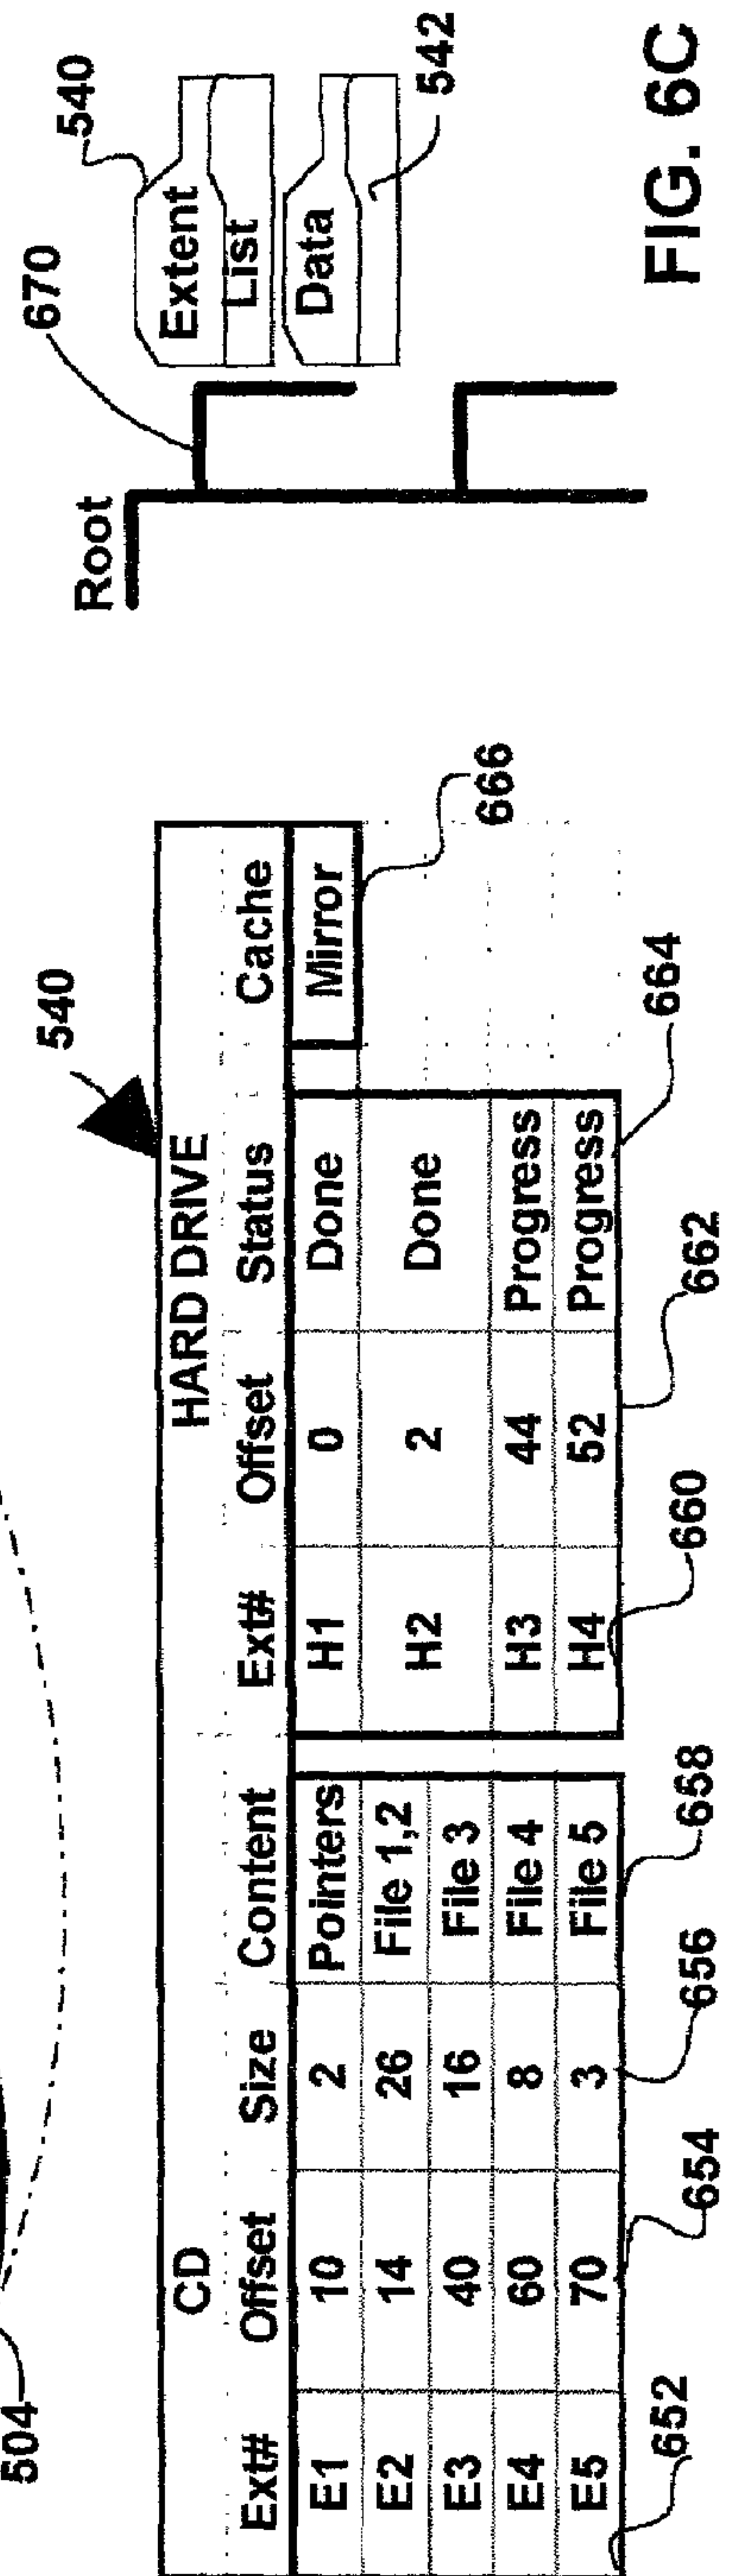 504
540
CD HARD DRIVE
Ext# Offset Size Content Ext# Offset Status Cache
E1 10 2 Pointers H1 0 Done Mirror
E2 14 26 File 1,2 H2 2 Done
E3 40 16 File 3
E4 60 8 File 4 H3 44 Progress
E5 70 3 File 5 H4 52 Progress
652 654 656 658 660 662 664 666
670
540
Root
Extent
List
Data
542
FIG. 6C